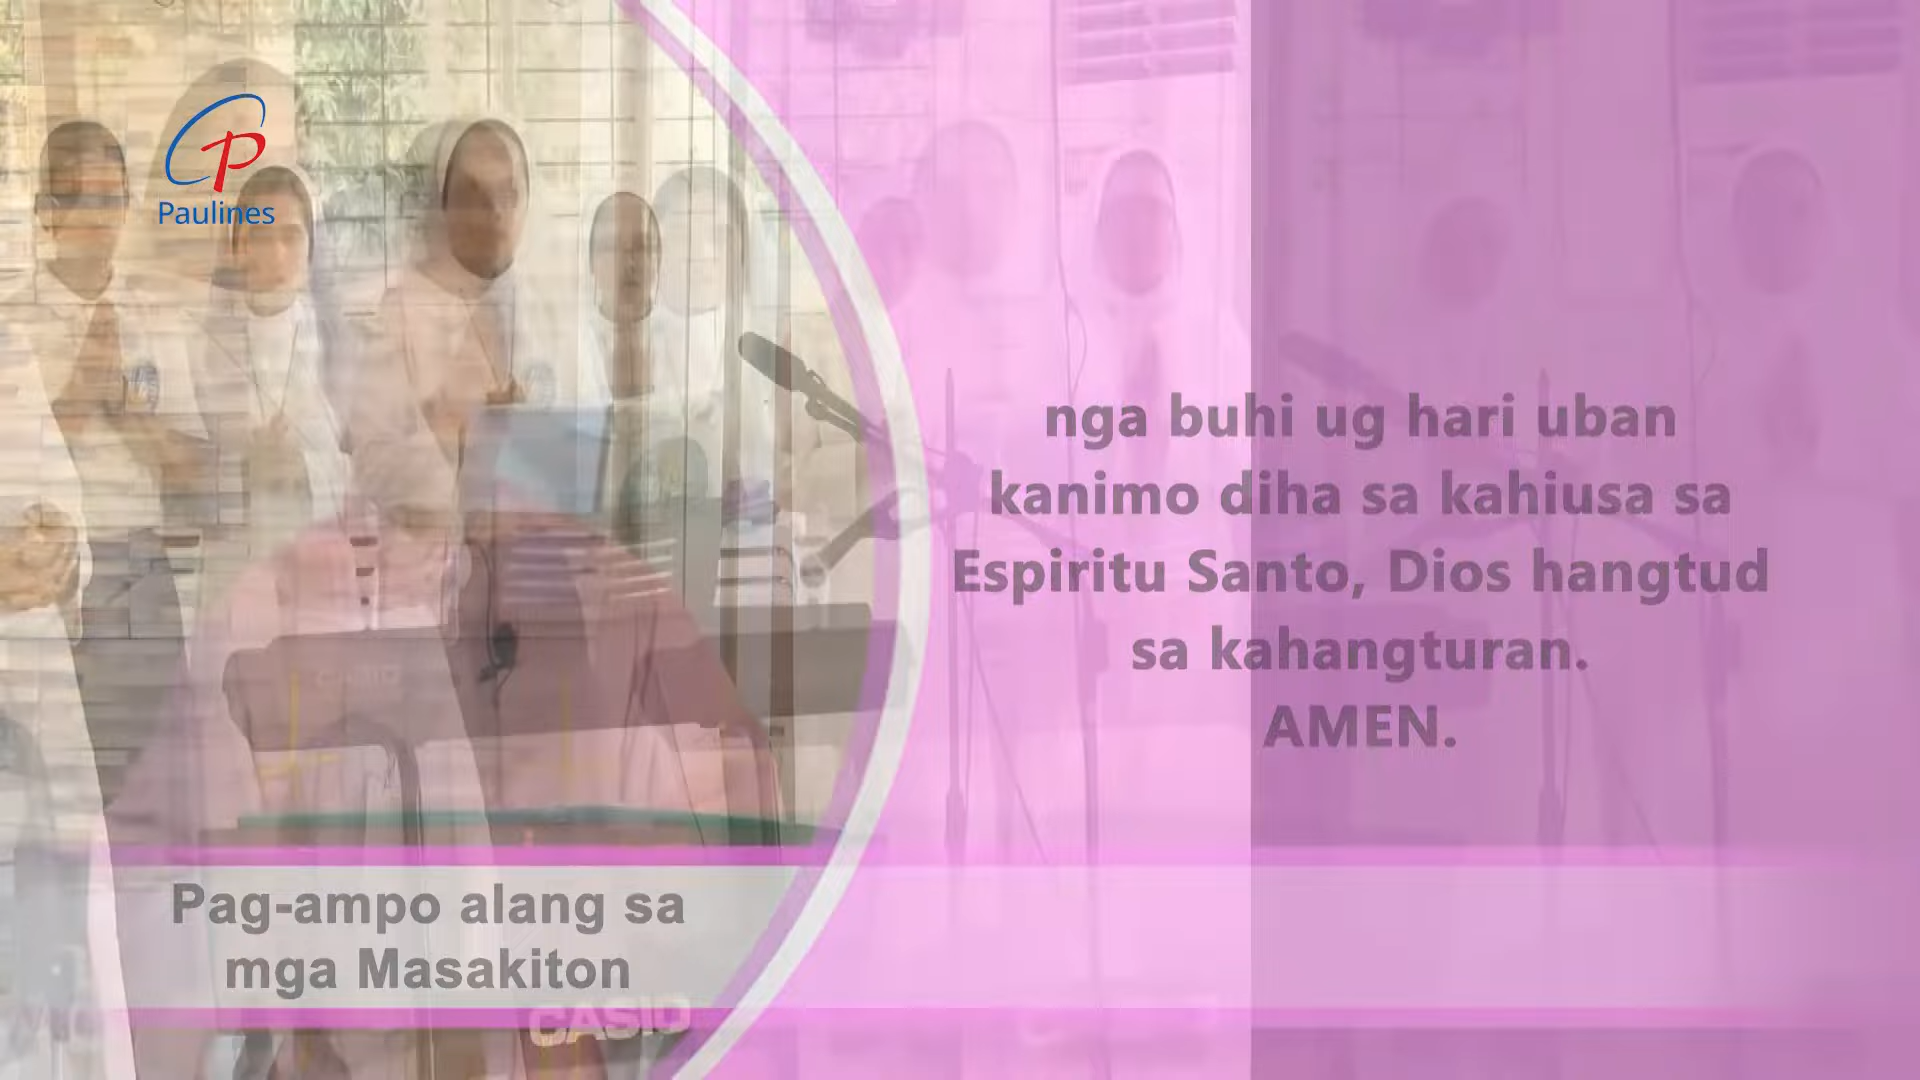 Paulines
nga buhi ug hari uban
kanimo diha sa kahiusa sa
Espiritu Santo, Dios hangtud
sa kahangturan.
AMEN.
Pag-ampo alang sa
mga Masakiton
CASIO
CASIO